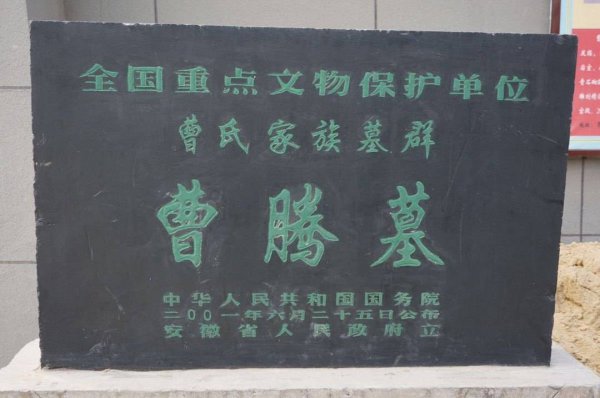 全国重点文物保护单位
曹氏家族墓群
曹腾墓
中华人民共和国国务院
二00一年六月二十五日公布
安徽省人民政府立